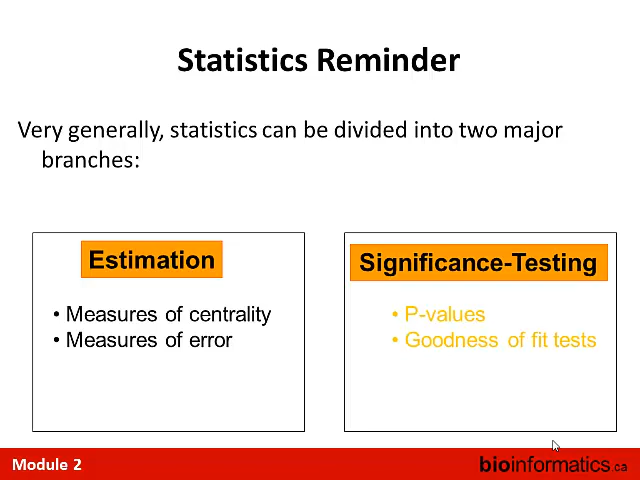 Statistics Reminder
Very generally, statistics can be divided into two major
branches:
Estimation
• Measures of centrality
• Measures of error
Significance-Testing
• P-values
• Goodness of fit tests
Module 2
bioinformatics.ca